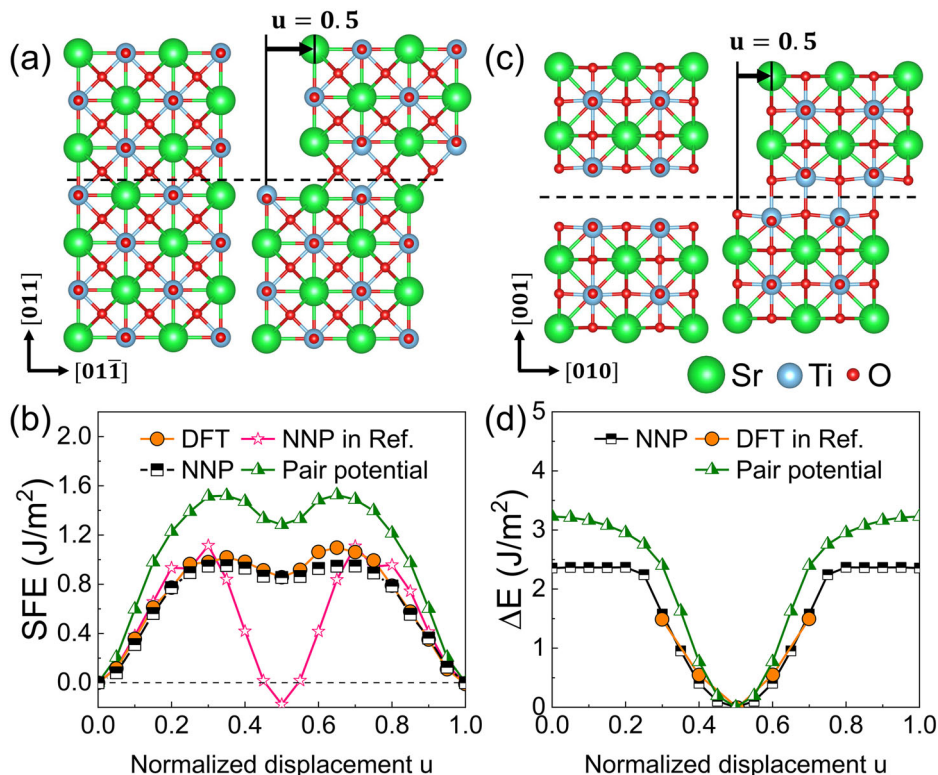 (a)
u = 0.5
[011]
[011̅]
(c)
u = 0.5
[001]
[010]
Sr Ti O
(b)
2.0
1.6
1.2
0.8
0.4
0.0
SFE (J/m²)
DFT NNP in Ref.
NNP Pair potential
0.0 0.2 0.4 0.6 0.8 1.0
Normalized displacement u
(d)
5
4
3
2
1
0
ΔE (J/m²)
NNP DFT in Ref.
Pair potential
0.0 0.2 0.4 0.6 0.8 1.0
Normalized displacement u